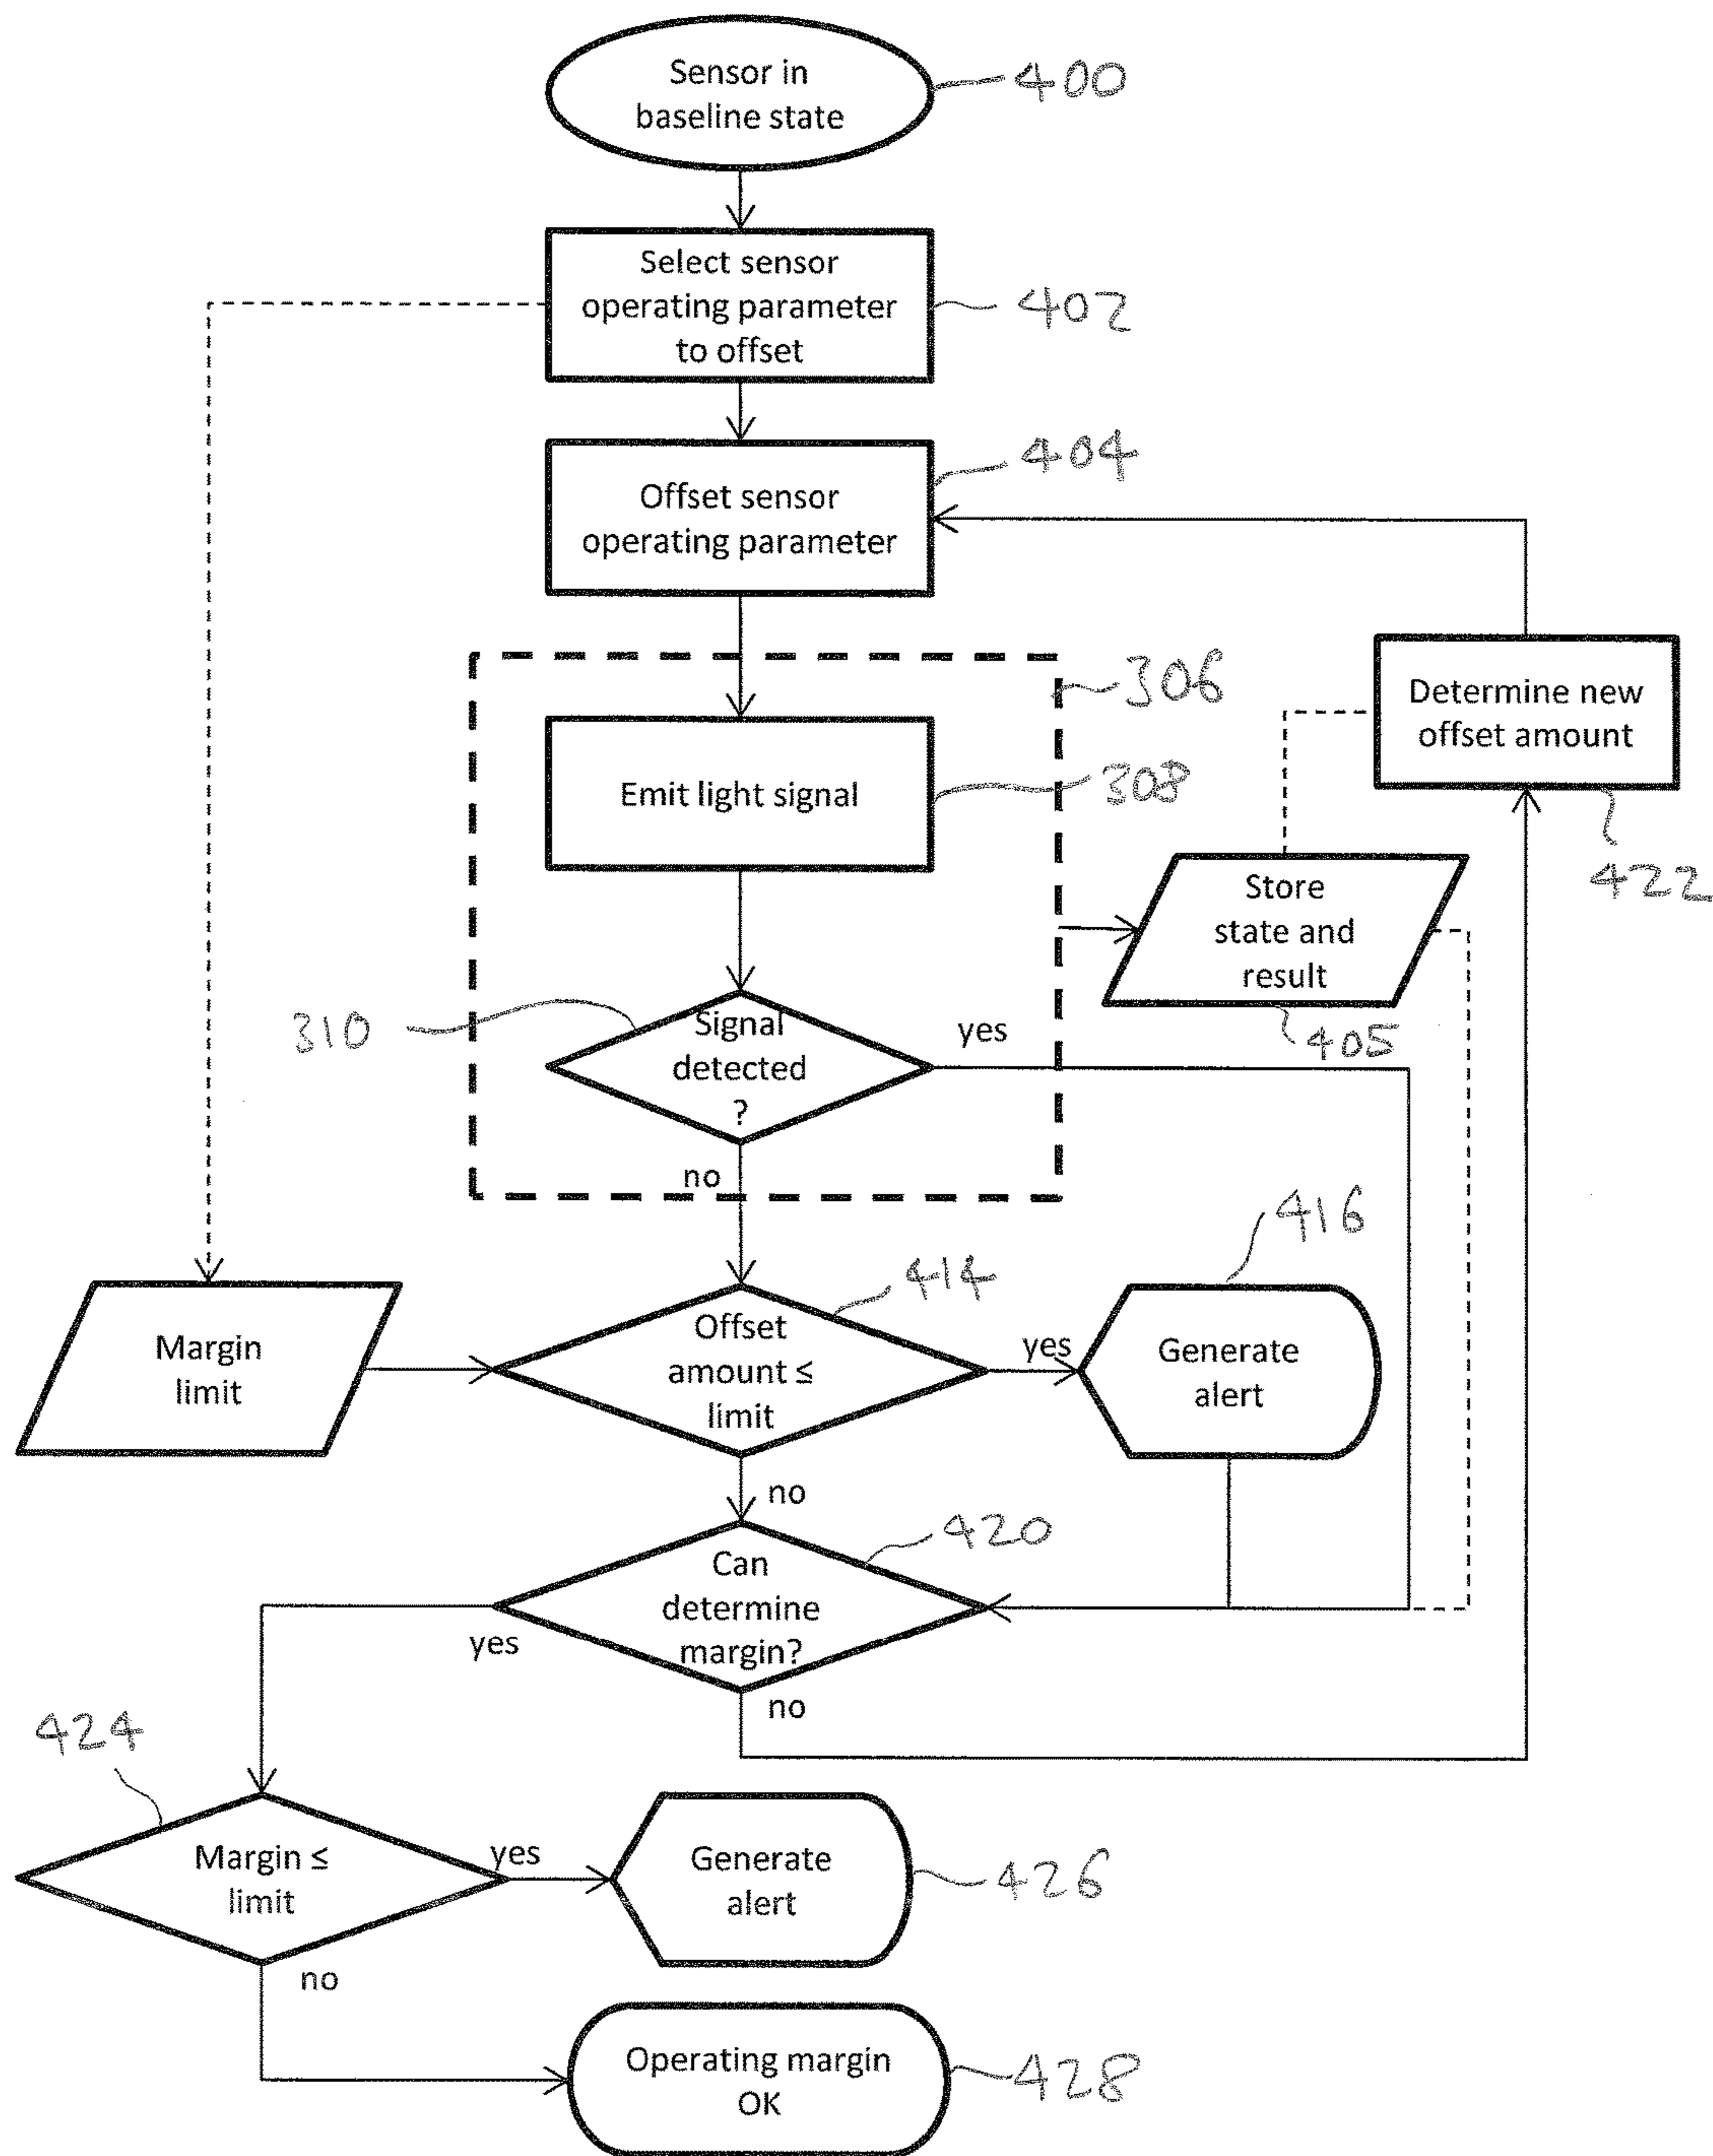 Sensor in
baseline state
400
Select sensor
operating parameter
to offset
402
404
Offset sensor
operating parameter
306
Determine new
offset amount
422
Emit light signal
308
Store
state and
result
405
310
Signal
detected
?
yes
no
416
414
Margin
limit
Offset
amount ≤
limit
yes
Generate
alert
no
420
Can
determine
margin?
yes
no
424
Margin ≤
limit
yes
Generate
alert
426
no
Operating margin
OK
428